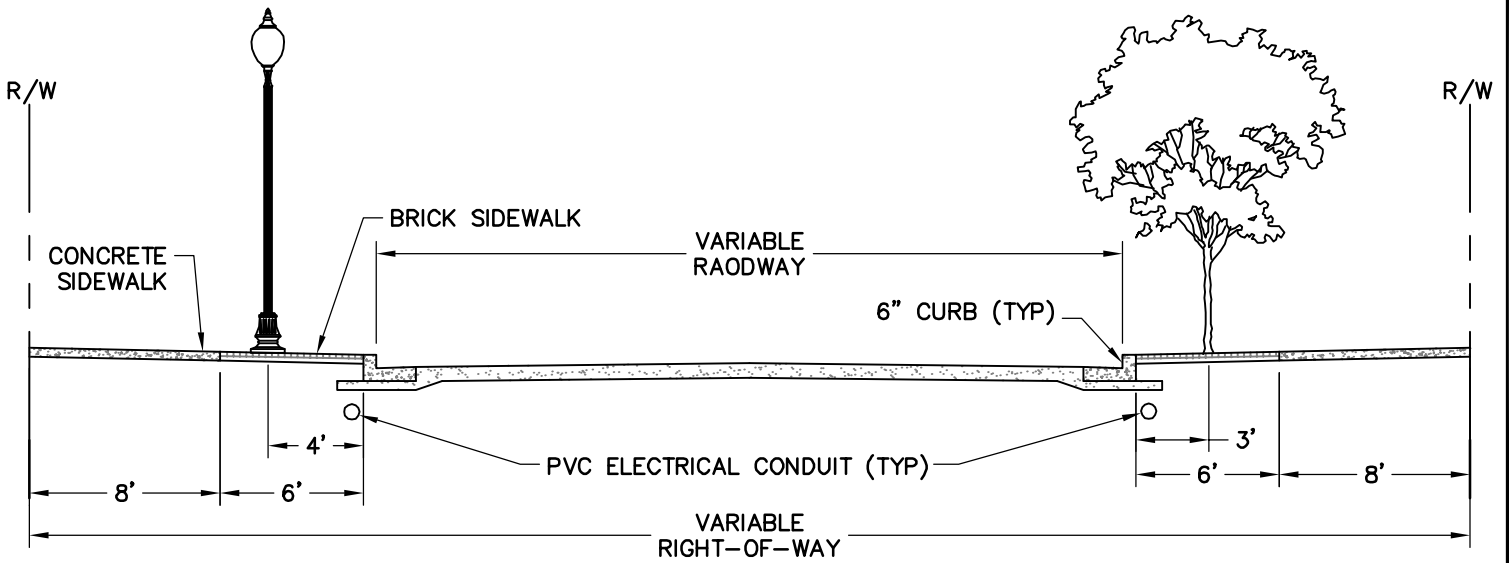 R/W
R/W
BRICK SIDEWALK
CONCRETE
SIDEWALK
VARIABLE
RAODWAY
6" CURB (TYP)
4'
3'
PVC ELECTRICAL CONDUIT (TYP)
8'
6'
6'
8'
VARIABLE
RIGHT-OF-WAY